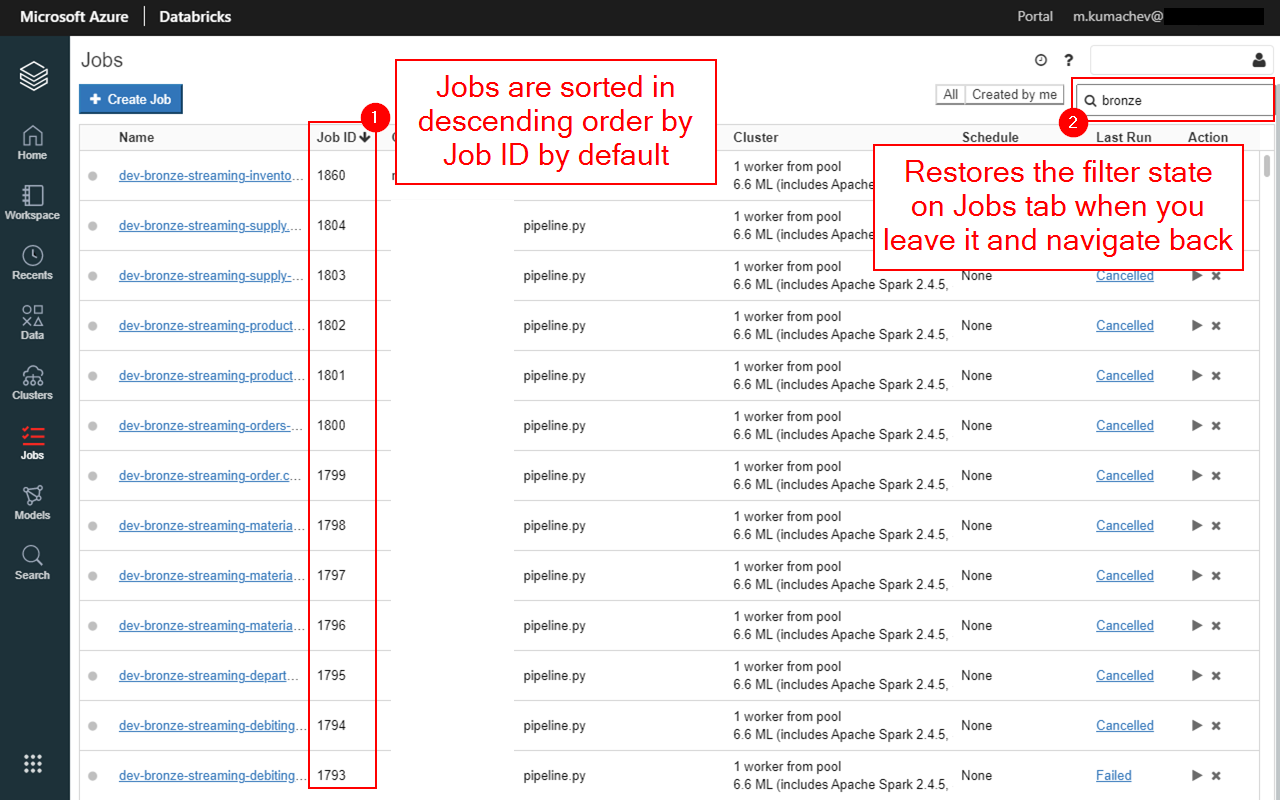 Microsoft Azure Databricks Portal m.kumachev@
Jobs
?
+ Create Job
All Created by me
bronze
1
2
Jobs are sorted in
descending order by
Job ID by default
Restores the filter state
on Jobs tab when you
leave it and navigate back
Home
Workspace
Recents
Data
Clusters
Jobs
Models
Search
Name Job ID Cluster Schedule Last Run Action
dev-bronze-streaming-invento... 1860 1 worker from pool
6.6 ML (includes Apache Spa
dev-bronze-streaming-supply.... 1804 pipeline.py 1 worker from pool
6.6 ML (includes Apache Spa
dev-bronze-streaming-supply-... 1803 pipeline.py 1 worker from pool None Cancelled
6.6 ML (includes Apache Spark 2.4.5,
dev-bronze-streaming-product... 1802 pipeline.py 1 worker from pool None Cancelled
6.6 ML (includes Apache Spark 2.4.5,
dev-bronze-streaming-product... 1801 pipeline.py 1 worker from pool None Cancelled
6.6 ML (includes Apache Spark 2.4.5,
dev-bronze-streaming-orders-... 1800 pipeline.py 1 worker from pool None Cancelled
6.6 ML (includes Apache Spark 2.4.5,
dev-bronze-streaming-order.c... 1799 pipeline.py 1 worker from pool None Cancelled
6.6 ML (includes Apache Spark 2.4.5,
dev-bronze-streaming-materia... 1798 pipeline.py 1 worker from pool None Cancelled
6.6 ML (includes Apache Spark 2.4.5,
dev-bronze-streaming-materia... 1797 pipeline.py 1 worker from pool None Cancelled
6.6 ML (includes Apache Spark 2.4.5,
dev-bronze-streaming-materia... 1796 pipeline.py 1 worker from pool None Cancelled
6.6 ML (includes Apache Spark 2.4.5,
dev-bronze-streaming-depart... 1795 pipeline.py 1 worker from pool None Cancelled
6.6 ML (includes Apache Spark 2.4.5,
dev-bronze-streaming-debiting... 1794 pipeline.py 1 worker from pool None Cancelled
6.6 ML (includes Apache Spark 2.4.5,
dev-bronze-streaming-debiting... 1793 pipeline.py 1 worker from pool None Failed
6.6 ML (includes Apache Spark 2.4.5,